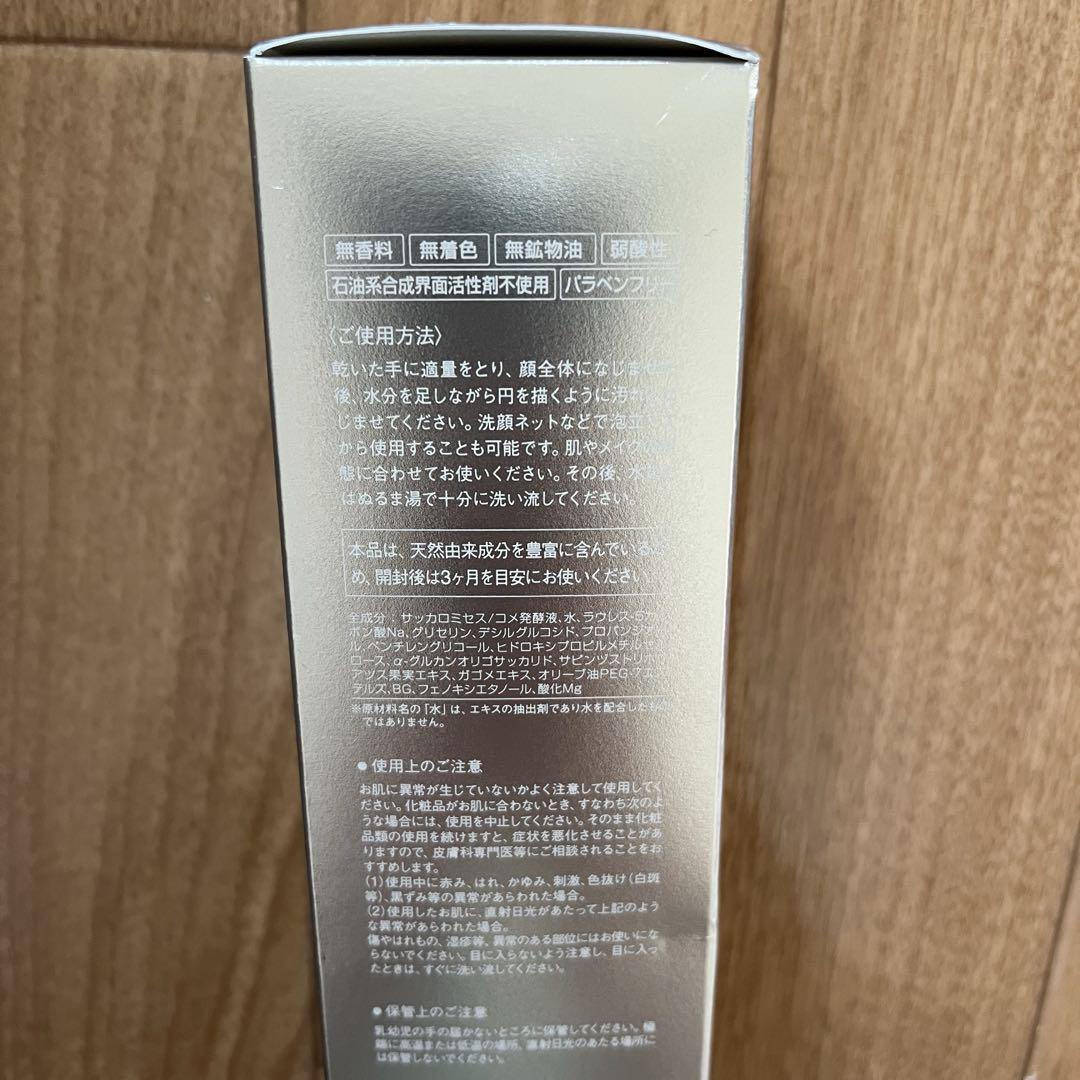 無香料 無着色 無鉱物油 弱酸性
石油系合成界面活性剤不使用 パラベンフリー
〈ご使用方法〉
乾いた手に適量をとり、顔全体になじませ
後、水分を足しながら円を描くように汚れ
じませてください。洗顔ネットなどで泡立
から使用することも可能です。肌やメイク
態に合わせてお使いください。その後、水
はぬるま湯で十分に洗い流してください。
本品は、天然由来成分を豊富に含んでいる
め、開封後は3ヶ月を目安にお使いください
全成分:サッカロミセス/コメ発酵液、水、ラウレス-5カ
ボン酸Na、グリセリン、デシルグルコシド、プロパンジオ
ル、ペンチレングリコール、ヒドロキシプロピルメチルセ
ロース、α-グルカンオリゴサッカリド、サピンヅストリホ
アツス果実エキス、ガゴメエキス、オリーブ油PEG-7エ
テルズ、BG、フェノキシエタノール、酸化Mg
※原材料名の「水」は、エキスの抽出剤であり水を配合したもの
ではありません。
● 使用上のご注意
お肌に異常が生じていないかよく注意して使用してく
ださい。化粧品がお肌に合わないとき、すなわち次のよ
うな場合には、使用を中止してください。そのまま化粧
品類の使用を続けますと、症状を悪化させることがあ
りますので、皮膚科専門医等にご相談されることをお
すすめします。
(1)使用中に赤み、はれ、かゆみ、刺激、色抜け(白斑
等)、黒ずみ等の異常があらわれた場合。
(2)使用したお肌に、直射日光があたって上記のよう
な異常があらわれた場合。
傷やはれもの、湿疹等、異常のある部位にはお使いにな
らないでください。目に入らないよう注意し、目に入っ
たときは、すぐに洗い流してください。
● 保管上のご注意
乳幼児の手の届かないところに保管してください。極
端に高温または低温の場所、直射日光のあたる場所に
は保管しないでください。